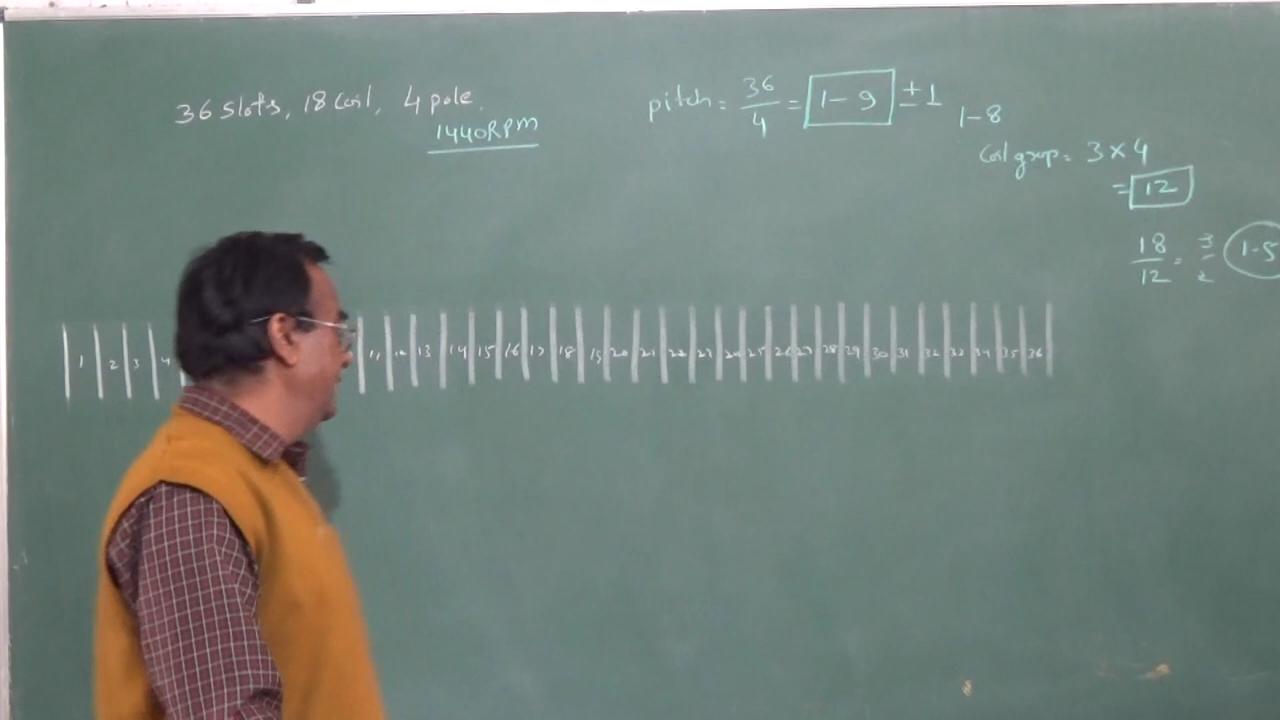 36 Slots, 18 Coil, 4 pole.
1440RPM
pitch = 36/4 = 1-9 ± 1
1-8
Coil group = 3 × 4
= 12
18/12 = 3/2 1-5
1 2 3 4 11 12 13 14 15 16 17 18 19 20 21 22 23 24 25 26 27 28 29 30 31 32 33 34 35 36